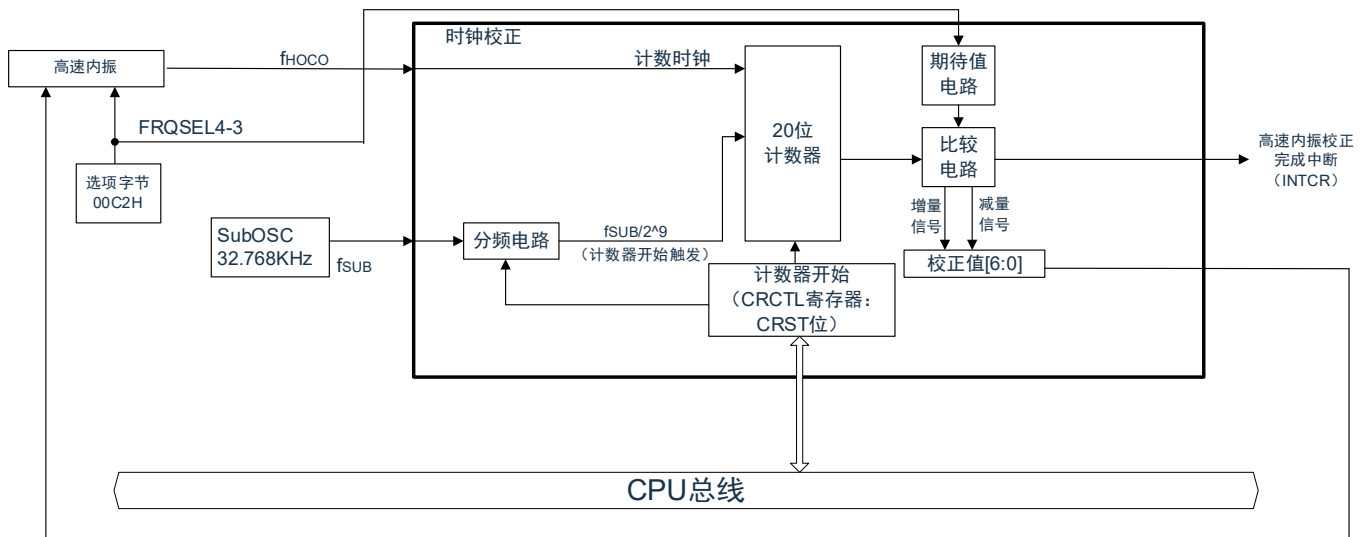 时钟校正
高速内振
fHOCO
计数时钟
期待值
电路
FRQSEL4-3
20位
计数器
比较
电路
高速内振校正
完成中断
（INTCR）
选项字节
00C2H
增量
信号
减量
信号
SubOSC
32.768KHz
fSUB
分频电路
fSUB/2^9
（计数器开始触发）
校正值[6:0]
计数器开始
（CRCTL寄存器：
CRST位）
CPU总线